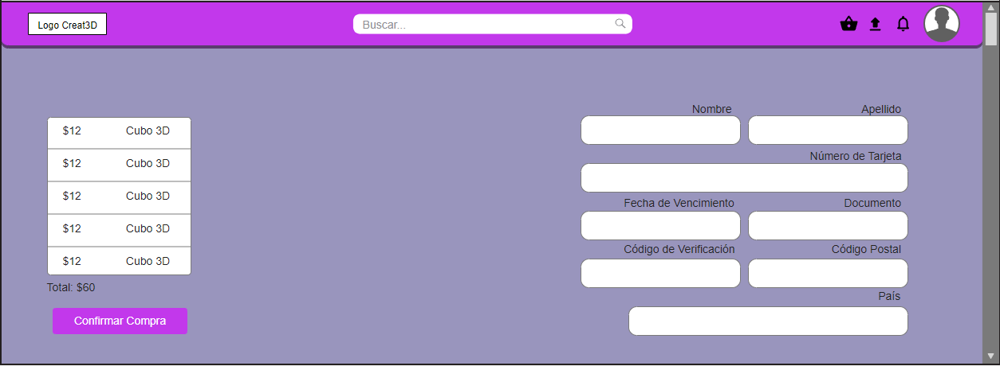 Logo Creat3D
Buscar...
$12 Cubo 3D
$12 Cubo 3D
$12 Cubo 3D
$12 Cubo 3D
$12 Cubo 3D
Total: $60
Confirmar Compra
Nombre Apellido
Número de Tarjeta
Fecha de Vencimiento Documento
Código de Verificación Código Postal
País